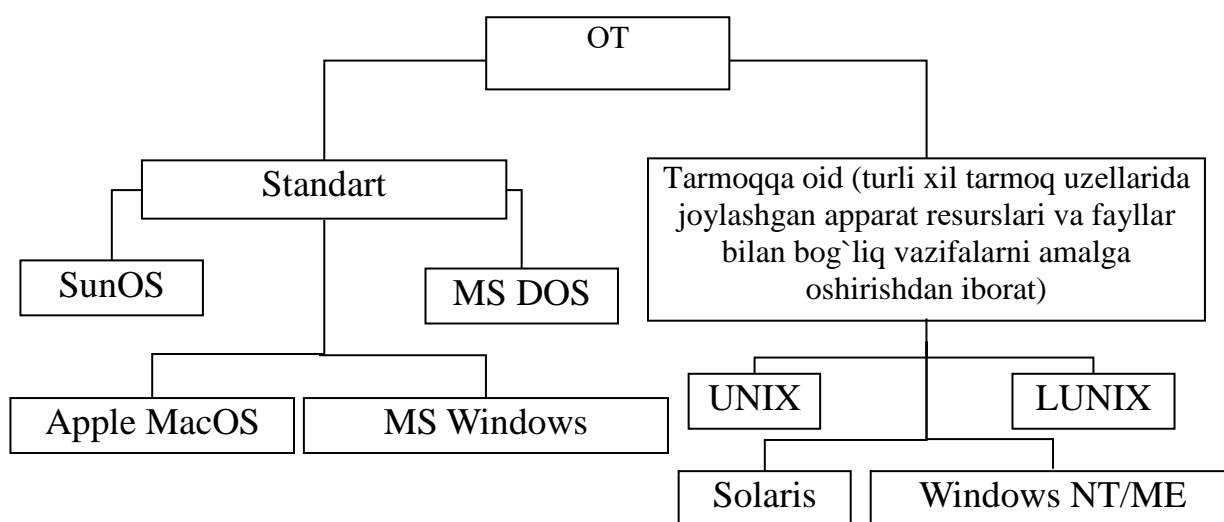 OT
Standart
Tarmoqqa oid (turli xil tarmoq uzellarida
joylashgan apparat resurslari va fayllar
bilan bog`liq vazifalarni amalga
oshirishdan iborat)
SunOS
MS DOS
Apple MacOS
MS Windows
UNIX
LUNIX
Solaris
Windows NT/ME